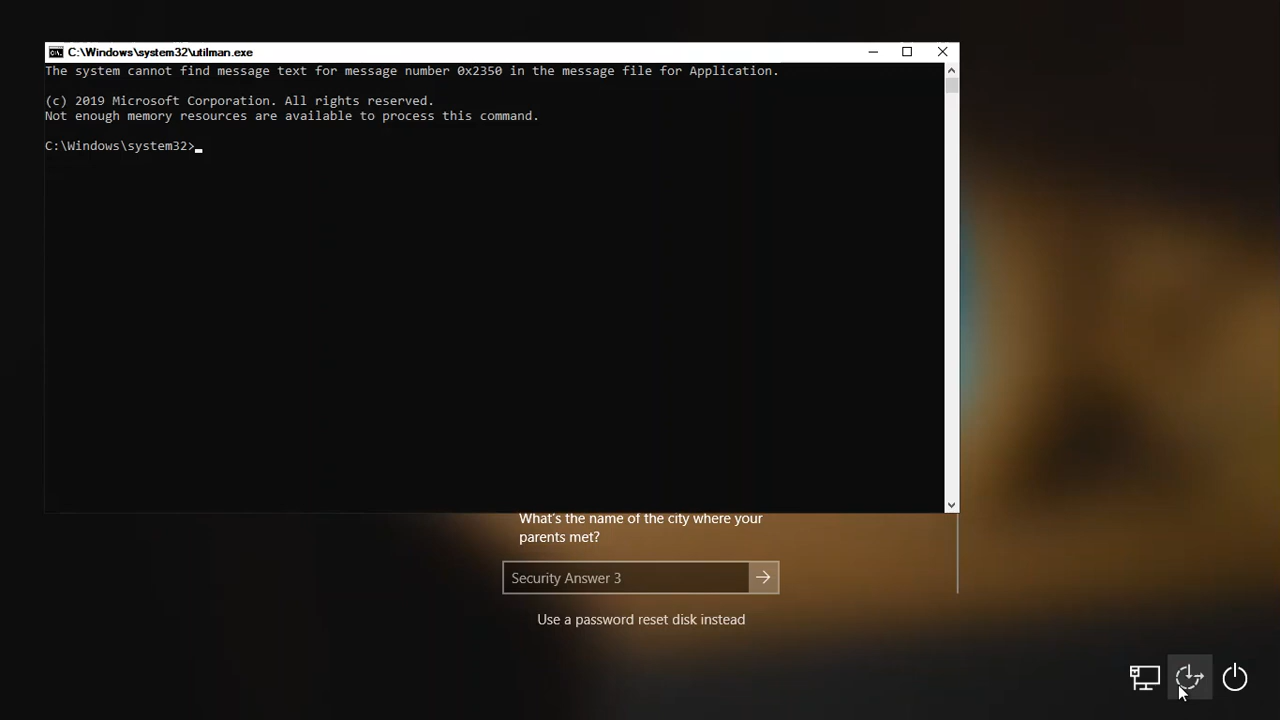 C:\Windows\system32\utilman.exe
The system cannot find message text for message number 0x2350 in the message file for Application.
(c) 2019 Microsoft Corporation. All rights reserved.
Not enough memory resources are available to process this command.
C:\Windows\system32>
What's the name of the city where your
parents met?
Security Answer 3
Use a password reset disk instead